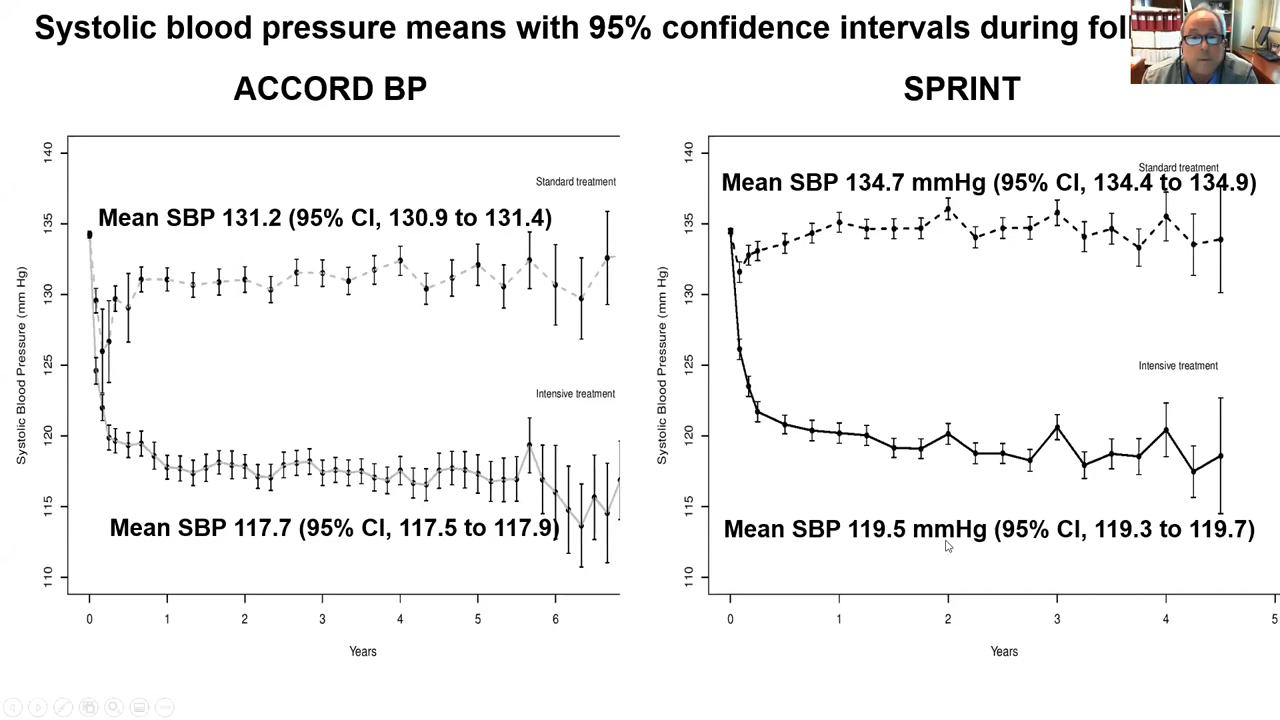 Systolic blood pressure means with 95% confidence intervals during fol
ACCORD BP
SPRINT
140
135
130
125
120
115
110
Systolic Blood Pressure (mm Hg)
Standard treatment
Mean SBP 131.2 (95% CI, 130.9 to 131.4)
Intensive treatment
Mean SBP 117.7 (95% CI, 117.5 to 117.9)
0 1 2 3 4 5 6
Years
140
135
130
125
120
115
110
Systolic Blood Pressure (mm Hg)
Standard treatment
Mean SBP 134.7 mmHg (95% CI, 134.4 to 134.9)
Intensive treatment
Mean SBP 119.5 mmHg (95% CI, 119.3 to 119.7)
0 1 2 3 4 5
Years